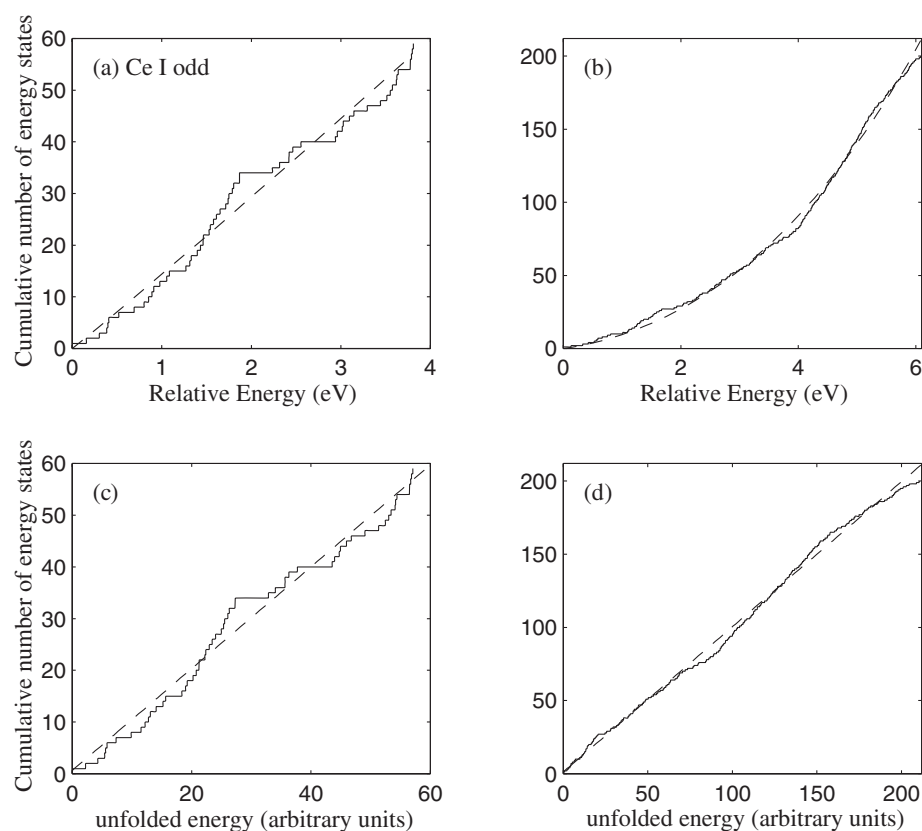 60
50
40
30
20
10
0
Cumulative number of energy states
(a) Ce I odd
0 1 2 3 4
Relative Energy (eV)
200
150
100
50
0
(b)
0 2 4 6
Relative Energy (eV)
60
50
40
30
20
10
0
Cumulative number of energy states
(c)
0 20 40 60
unfolded energy (arbitrary units)
200
150
100
50
0
(d)
0 50 100 150 200
unfolded energy (arbitrary units)